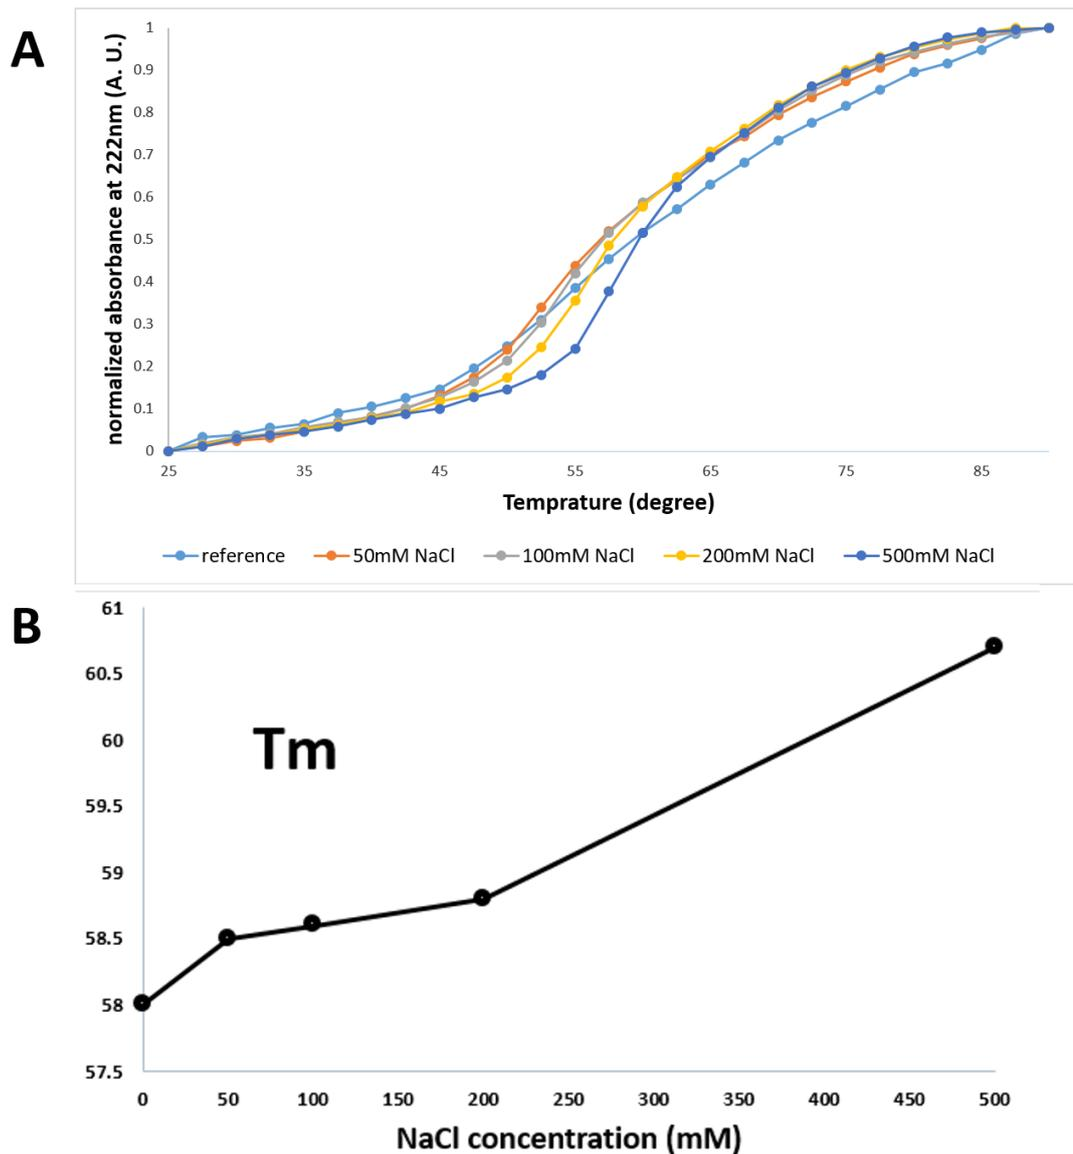 A
normalized absorbance at 222nm (A. U.)
1
0.9
0.8
0.7
0.6
0.5
0.4
0.3
0.2
0.1
0
25 35 45 55 65 75 85
Temprature (degree)
reference 50mM NaCl 100mM NaCl 200mM NaCl 500mM NaCl
B
61
60.5
60
59.5
59
58.5
58
57.5
Tm
0 50 100 150 200 250 300 350 400 450 500
NaCl concentration (mM)